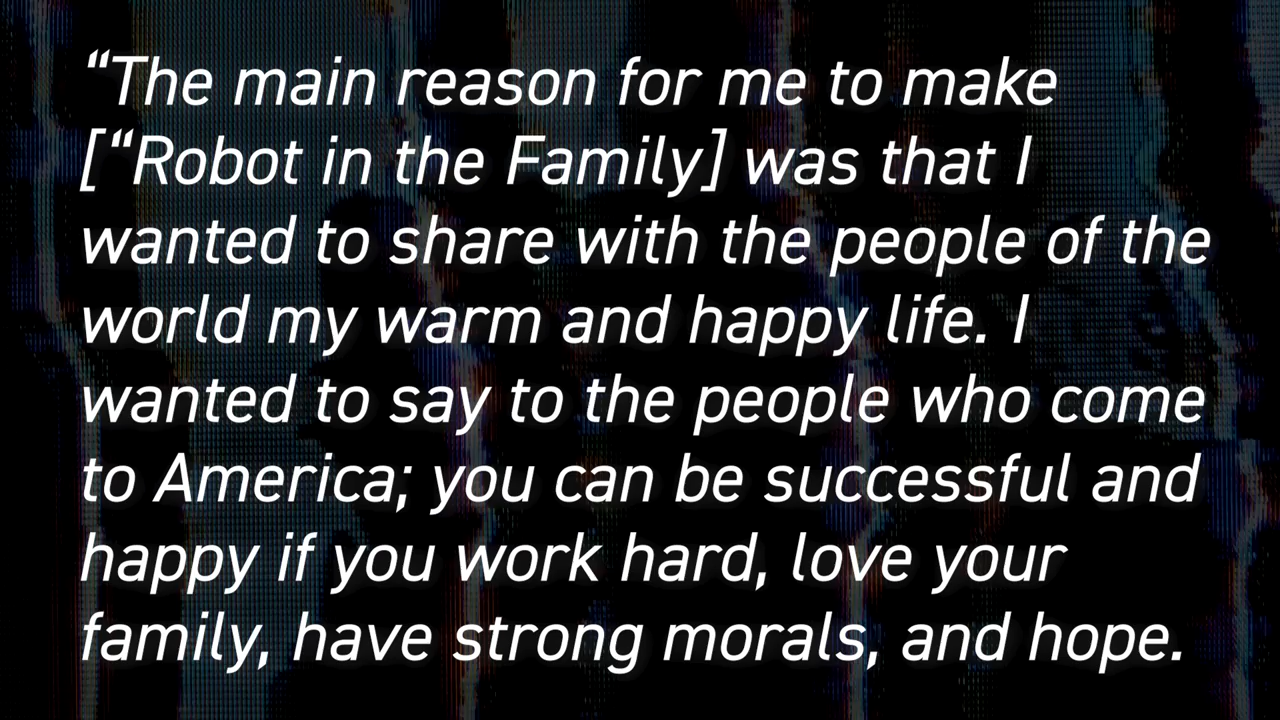 “The main reason for me to make
[“Robot in the Family] was that I
wanted to share with the people of the
world my warm and happy life. I
wanted to say to the people who come
to America; you can be successful and
happy if you work hard, love your
family, have strong morals, and hope.